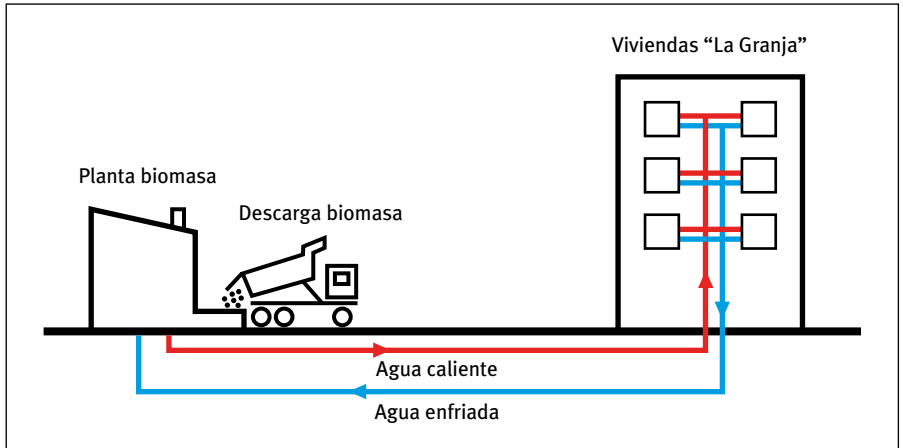 Viviendas “La Granja”
Planta biomasa
Descarga biomasa
Agua caliente
Agua enfriada